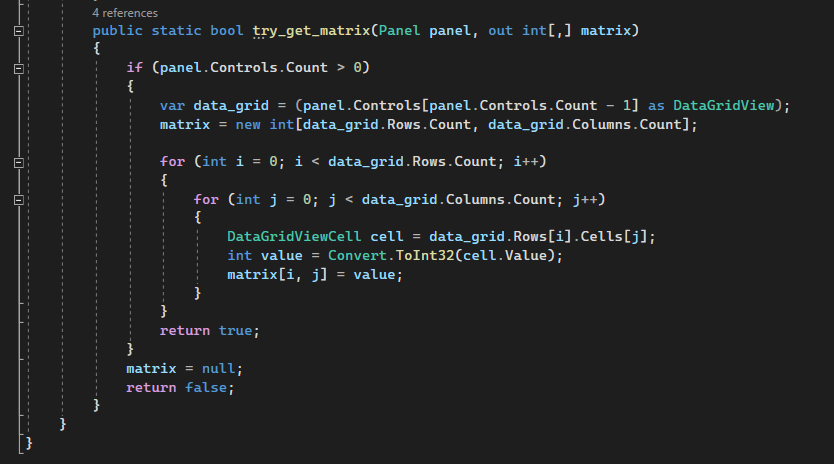 4 references
public static bool try_get_matrix(Panel panel, out int[,] matrix)
{
if (panel.Controls.Count > 0)
{
var data_grid = (panel.Controls[panel.Controls.Count - 1] as DataGridView);
matrix = new int[data_grid.Rows.Count, data_grid.Columns.Count];
for (int i = 0; i < data_grid.Rows.Count; i++)
{
for (int j = 0; j < data_grid.Columns.Count; j++)
{
DataGridViewCell cell = data_grid.Rows[i].Cells[j];
int value = Convert.ToInt32(cell.Value);
matrix[i, j] = value;
}
}
return true;
}
matrix = null;
return false;
}
}
}